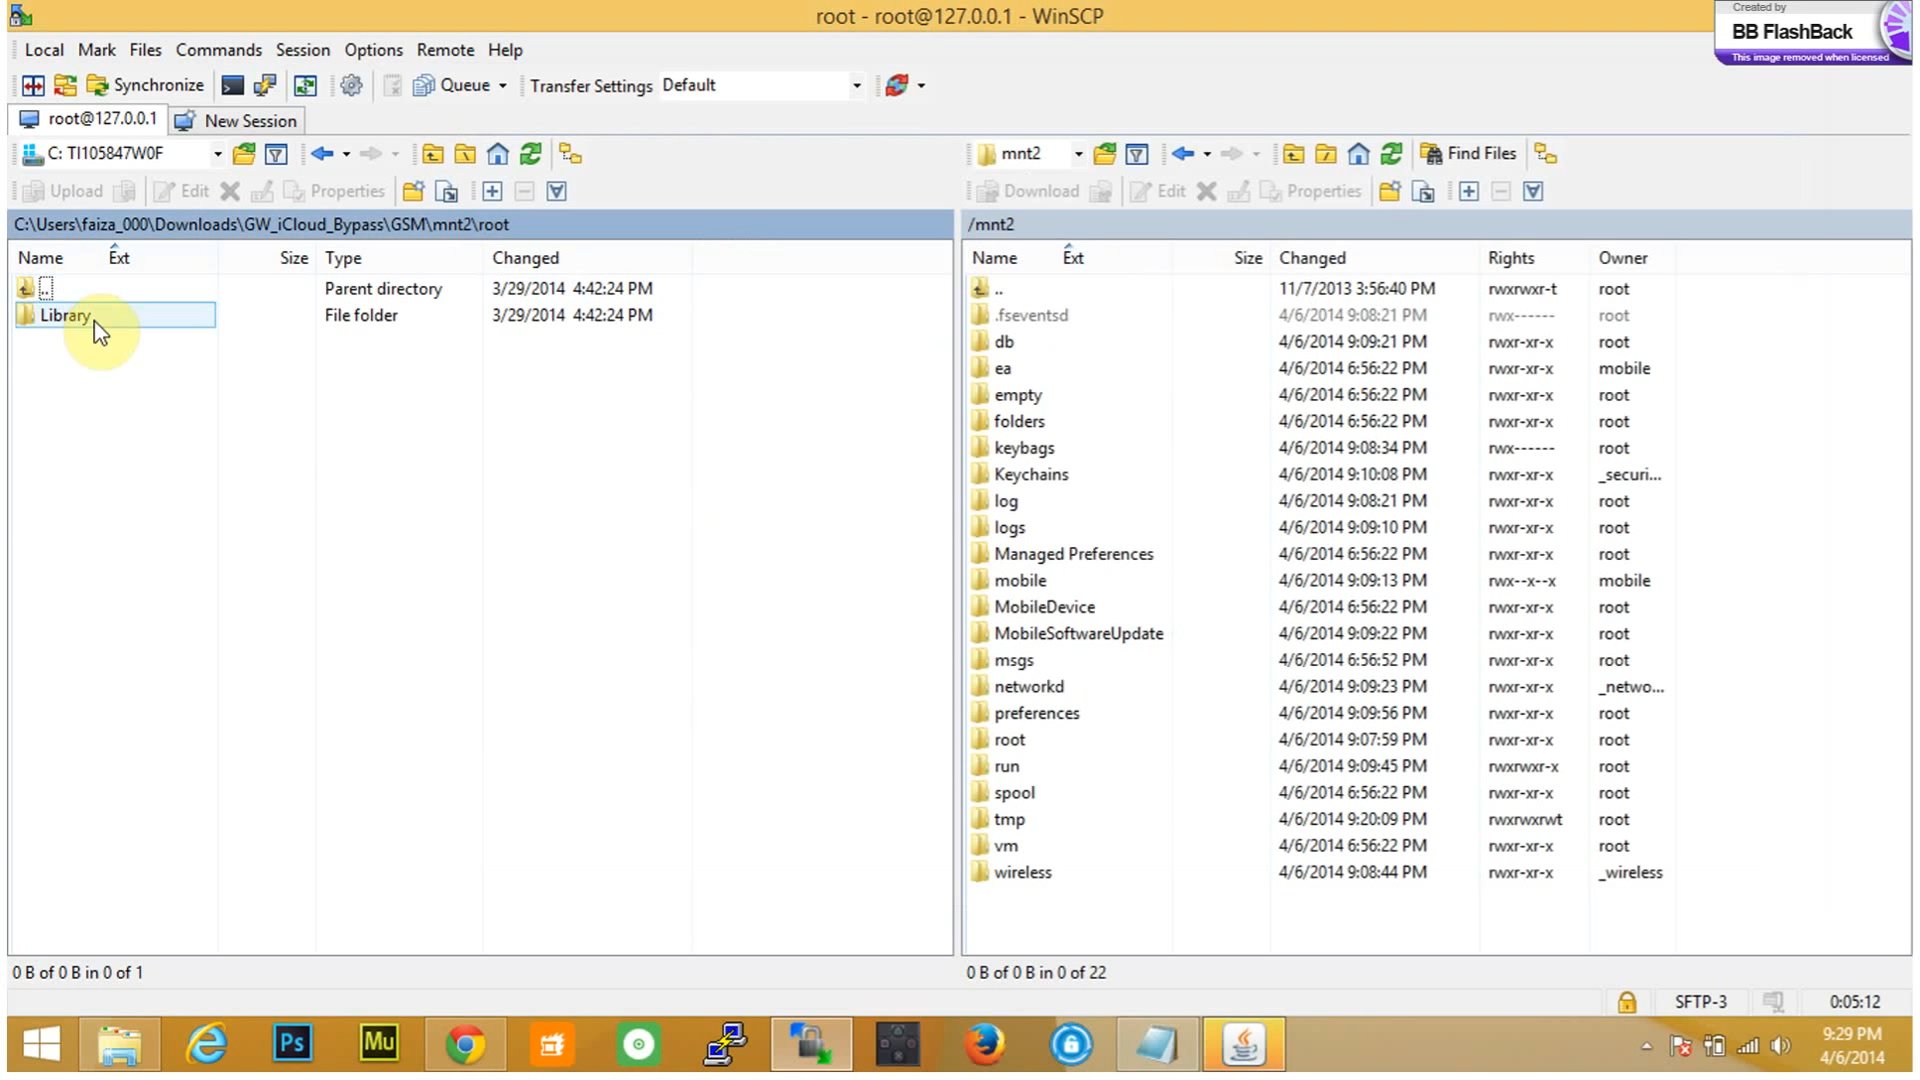 root - root@127.0.0.1 - WinSCP
Created by
BB FlashBack
This image removed when licensed
Local Mark Files Commands Session Options Remote Help
Synchronize Queue Transfer Settings Default
root@127.0.0.1 New Session
C: TI105847W0F mnt2 Find Files
Upload Edit Properties Download Edit Properties
C:\Users\faiza_000\Downloads\GW_iCloud_Bypass\GSM\mnt2\root
Name Ext Size Type Changed
.. Parent directory 3/29/2014 4:42:24 PM
Library File folder 3/29/2014 4:42:24 PM
0 B of 0 B in 0 of 1
/mnt2
Name Ext Size Changed Rights Owner
.. 11/7/2013 3:56:40 PM rwxrwxr-t root
.fseventsd 4/6/2014 9:08:21 PM rwx------ root
db 4/6/2014 9:09:21 PM rwxr-xr-x root
ea 4/6/2014 6:56:22 PM rwxr-xr-x mobile
empty 4/6/2014 6:56:22 PM rwxr-xr-x root
folders 4/6/2014 6:56:22 PM rwxr-xr-x root
keybags 4/6/2014 9:08:34 PM rwx------ root
Keychains 4/6/2014 9:10:08 PM rwxr-xr-x _securi...
log 4/6/2014 9:08:21 PM rwxr-xr-x root
logs 4/6/2014 9:09:10 PM rwxr-xr-x root
Managed Preferences 4/6/2014 6:56:22 PM rwxr-xr-x root
mobile 4/6/2014 9:09:13 PM rwx--x--x mobile
MobileDevice 4/6/2014 6:56:22 PM rwxr-xr-x root
MobileSoftwareUpdate 4/6/2014 9:09:22 PM rwxr-xr-x root
msgs 4/6/2014 6:56:52 PM rwxr-xr-x root
networkd 4/6/2014 9:09:23 PM rwxr-xr-x _netwo...
preferences 4/6/2014 9:09:56 PM rwxr-xr-x root
root 4/6/2014 9:07:59 PM rwxr-xr-x root
run 4/6/2014 9:09:45 PM rwxrwxr-x root
spool 4/6/2014 6:56:22 PM rwxr-xr-x root
tmp 4/6/2014 9:20:09 PM rwxrwxrwt root
vm 4/6/2014 6:56:22 PM rwxr-xr-x root
wireless 4/6/2014 9:08:44 PM rwxr-xr-x _wireless
0 B of 0 B in 0 of 22
SFTP-3 0:05:12
Ps Mu
9:29 PM
4/6/2014